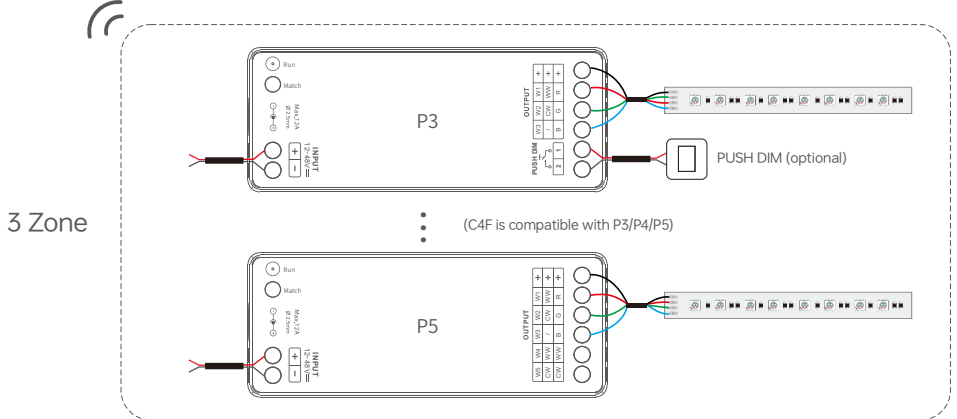 3 Zone
Run
Match
Max,12A
Ø 2.5mm
+
−
INPUT
12-48V
P3
OUTPUT
+ + +
W1 WW R
W2 CW G
W3 / B
PUSH DIM
1
2
PUSH DIM (optional)
(C4F is compatible with P3/P4/P5)
Run
Match
Max,12A
Ø 2.5mm
+
−
INPUT
12-48V
P5
OUTPUT
+ + +
W1 WW R
W2 CW G
W3 / B
W4 WW WW
W5 CW CW